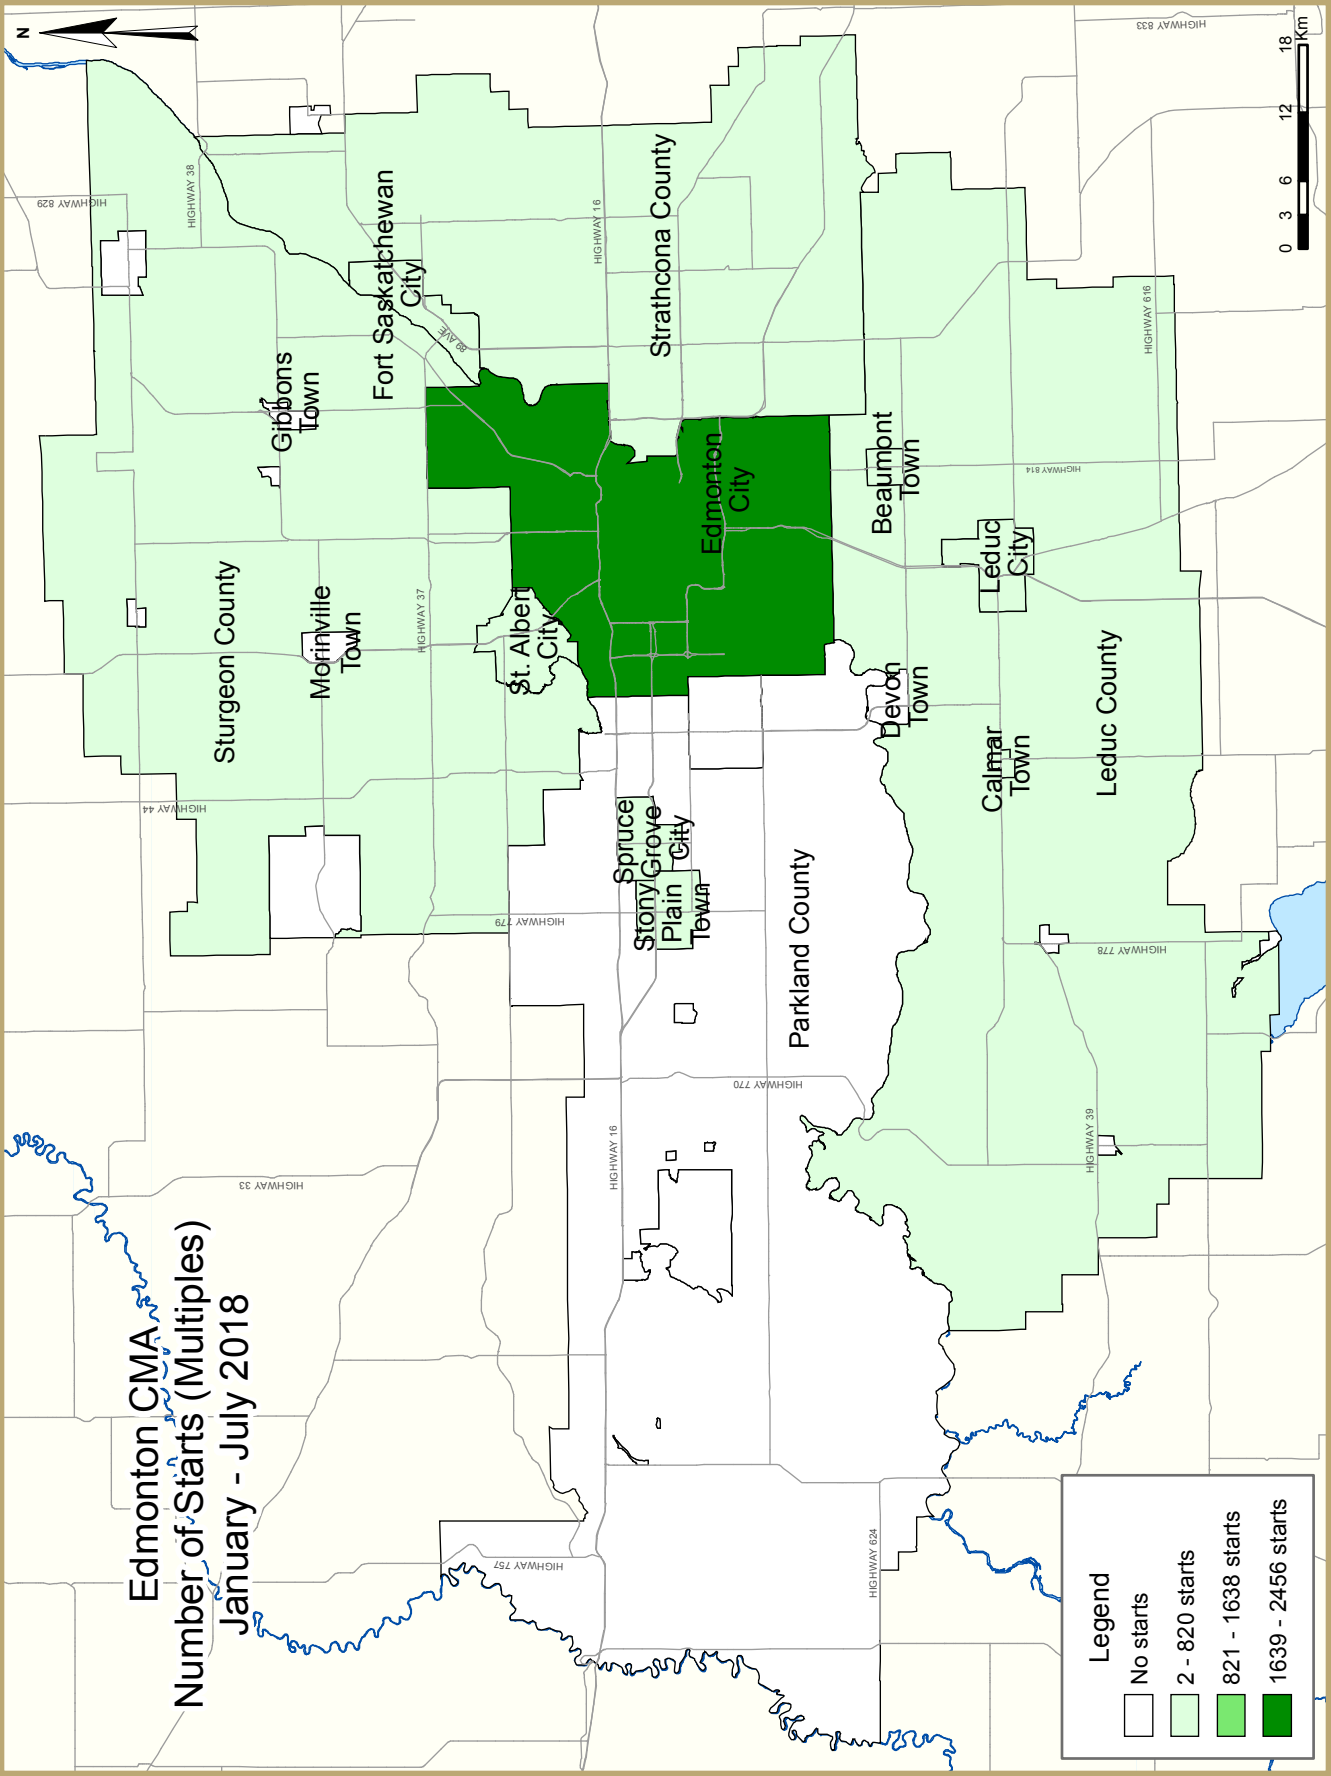 Edmonton CMA
Number of Starts (Multiples)
January - July 2018
N
HIGHWAY 829
HIGHWAY 38
HIGHWAY 833
Gibbons
Town
Fort Saskatchewan
City
89 AVE
HIGHWAY 16
Strathcona County
Sturgeon County
Morinville
Town
HIGHWAY 37
HIGHWAY 44
St. Albert
City
Edmonton
City
Beaumont
Town
HIGHWAY 814
HIGHWAY 616
Leduc
City
Leduc County
Devon
Town
Calmar
Town
Spruce
Grove
City
Stony
Plain
Town
HIGHWAY 779
Parkland County
HIGHWAY 770
HIGHWAY 778
HIGHWAY 39
HIGHWAY 16
HIGHWAY 33
HIGHWAY 757
HIGHWAY 624
0 3 6 12 18
Km
Legend
No starts
2 - 820 starts
821 - 1638 starts
1639 - 2456 starts